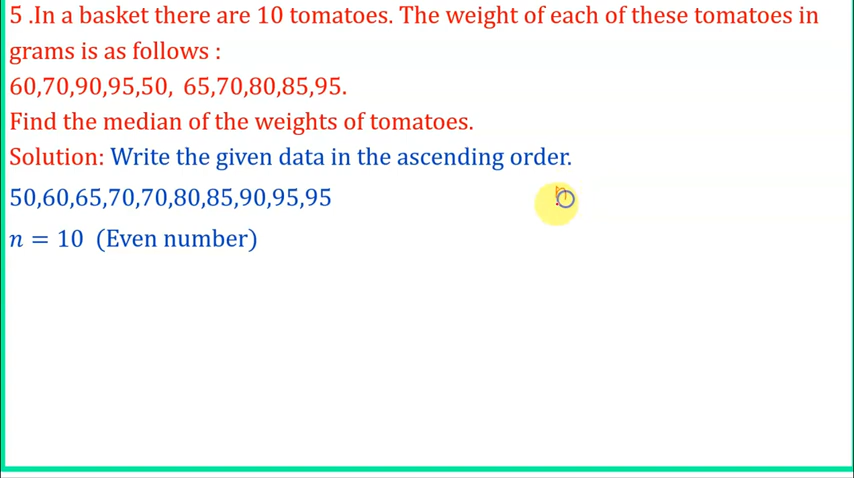 5 .In a basket there are 10 tomatoes. The weight of each of these tomatoes in
grams is as follows :
60,70,90,95,50, 65,70,80,85,95.
Find the median of the weights of tomatoes.
Solution: Write the given data in the ascending order.
50,60,65,70,70,80,85,90,95,95
n = 10 (Even number)